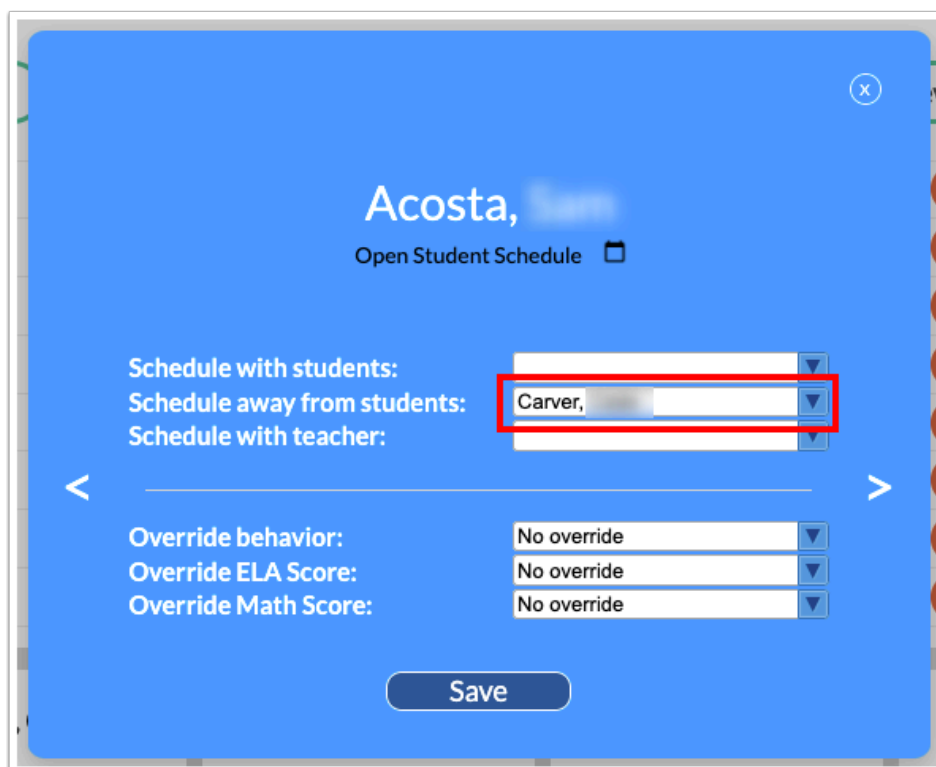 x
Acosta,
Open Student Schedule
Schedule with students:
Schedule away from students: Carver,
Schedule with teacher:
< >
Override behavior: No override
Override ELA Score: No override
Override Math Score: No override
Save